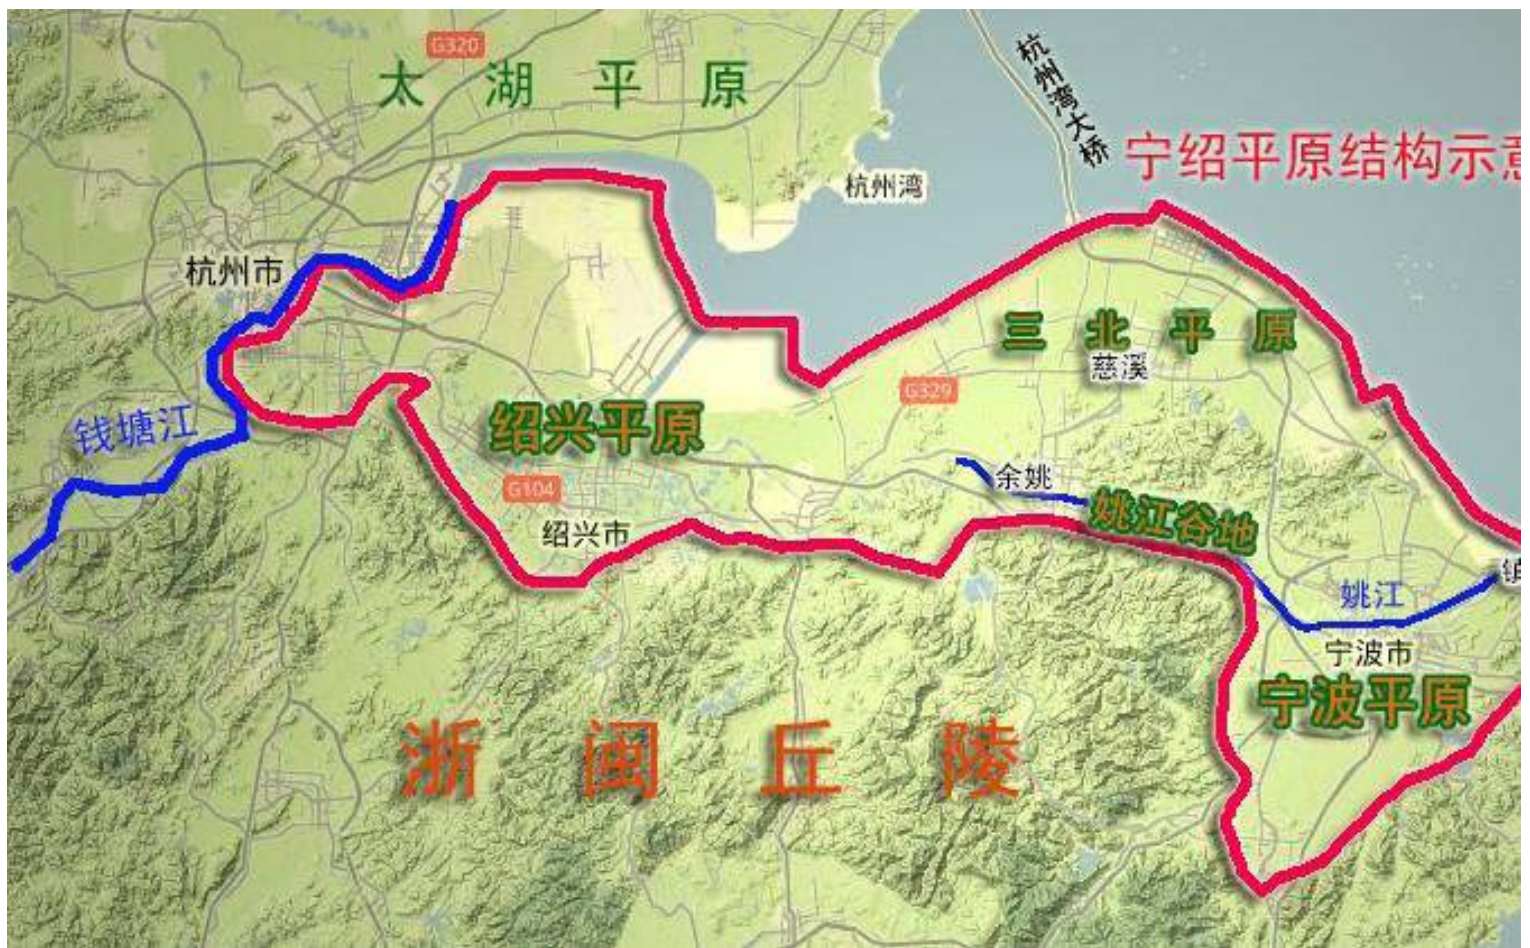 G320
太湖平原
杭州湾大桥
宁绍平原结构示意
杭州湾
杭州市
三北平原
慈溪
G329
钱塘江
绍兴平原
余姚
G104
姚江谷地
绍兴市
姚江
镇
宁波市
宁波平原
浙闽丘陵